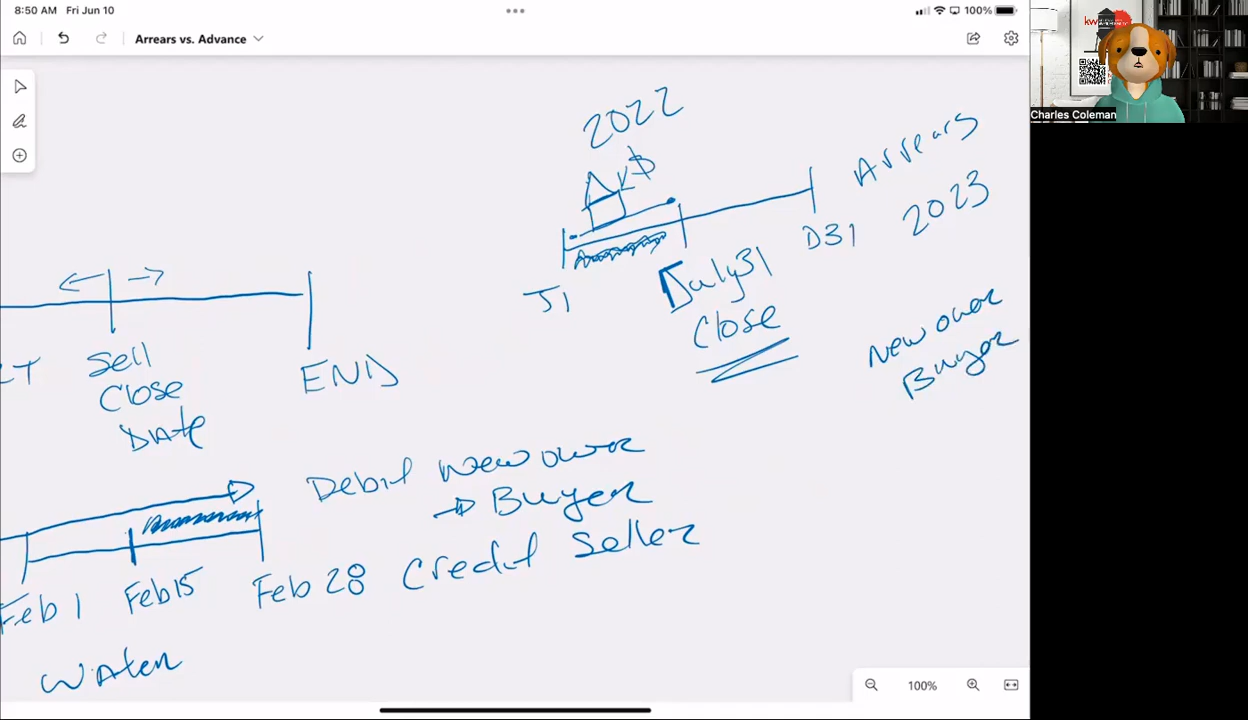 8:50 AM Fri Jun 10
100%
Arrears vs. Advance
kw
Charles Coleman
2022
$
Arrears
2023
J1
July 31
D31
Close
New owner
Buyer
Sell
Close
Date
END
Debit New owner
→ Buyer
Credit Seller
Feb 1
Feb 15
Feb 28
Water
100%